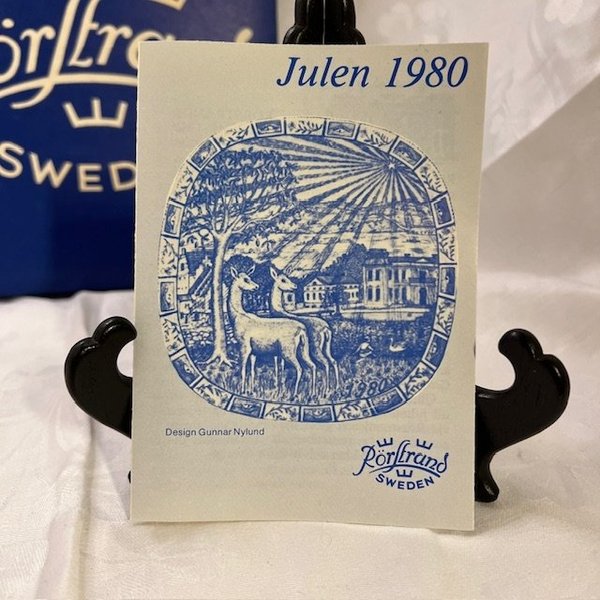 Rörstrand
SWEDEN
Julen 1980
1980
Design Gunnar Nylund
Rörstrand
SWEDEN